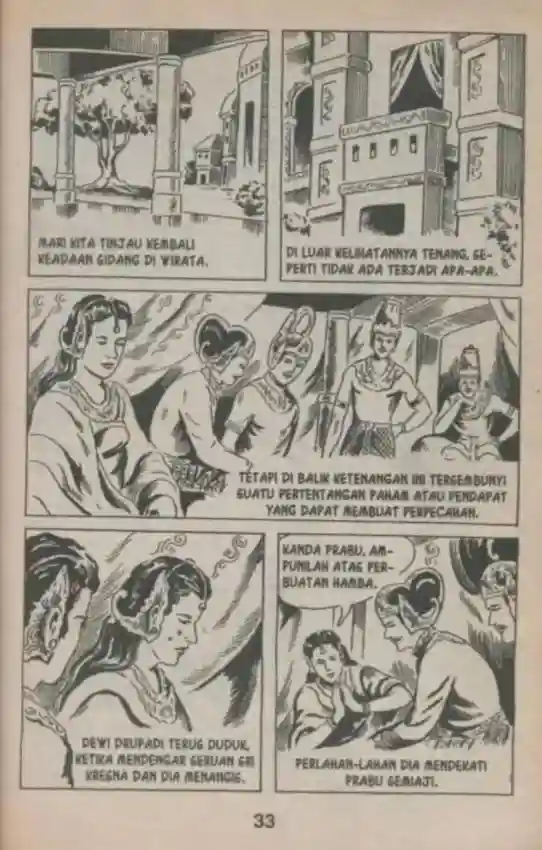 MARI KITA TINJAU KEMBALI
KEADAAN SIDANG DI WIRATA.
DI LUAR KELIHATANNYA TENANG, SE-
PERTI TIDAK ADA TERJADI APA-APA.
TETAPI DI BALIK KETENANGAN INI TERSEMBUNYI
SUATU PERTENTANGAN PAHAM ATAU PENDAPAT
YANG DAPAT MEMBUAT PERPECAHAN.
DEWI DRUPADI TERUS DUDUK,
KETIKA MENDENGAR SERUAN SRI
KRESNA DAN DIA MENANGIS.
KANDA PRABU, AM-
PUNILAH ATAS PER-
BUATAN HAMBA.
PERLAHAN-LAHAN DIA MENDEKATI
PRABU SEMIAJI.
33